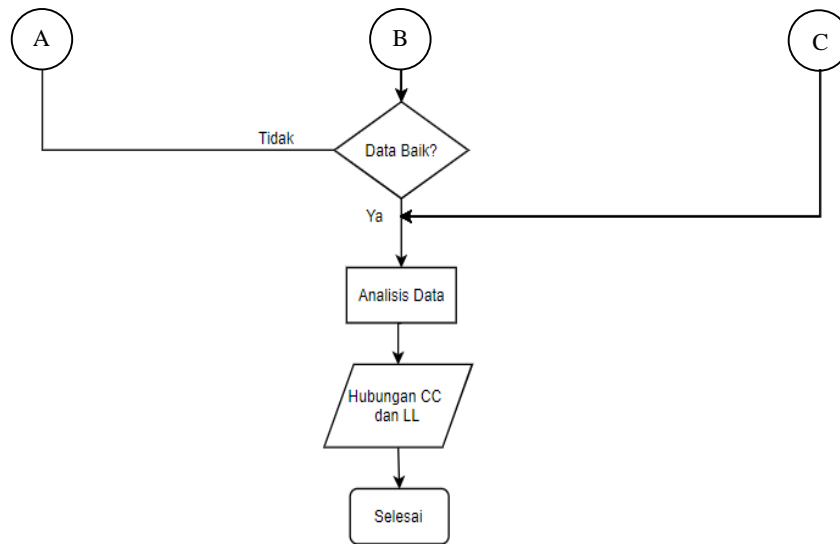 A
B
C
Tidak
Data Baik?
Ya
Analisis Data
Hubungan CC
dan LL
Selesai